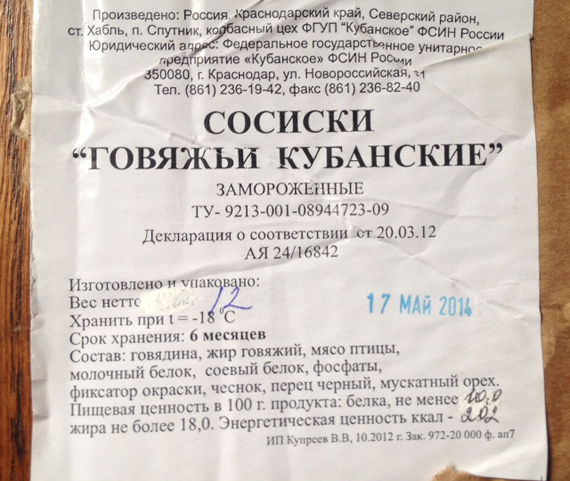 Произведено: Россия, Краснодарский край, Северский район,
ст. Хабль, п. Спутник, колбасный цех ФГУП "Кубанское" ФСИН России
Юридический адрес: Федеральное государственное унитарное
предприятие «Кубанское» ФСИН России
350080, г. Краснодар, ул. Новороссийская,
Тел. (861) 236-19-42, факс (861) 236-82-40
СОСИСКИ
"ГОВЯЖЬИ КУБАНСКИЕ"
ЗАМОРОЖЕННЫЕ
ТУ- 9213-001-08944723-09
Декларация о соответствии от 20.03.12
АЯ 24/16842
Изготовлено и упаковано:
Вес нетто 12
17 МАЙ 2014
Хранить при t = -18 °C
Срок хранения: 6 месяцев
Состав: говядина, жир говяжий, мясо птицы,
молочный белок, соевый белок, фосфаты,
фиксатор окраски, чеснок, перец черный, мускатный орех.
Пищевая ценность в 100 г. продукта: белка, не менее 10,0
жира не более 18,0. Энергетическая ценность ккал - 202
ИП Купреев В.В, 10.2012 г. Зак. 972-20 000 ф. ап7